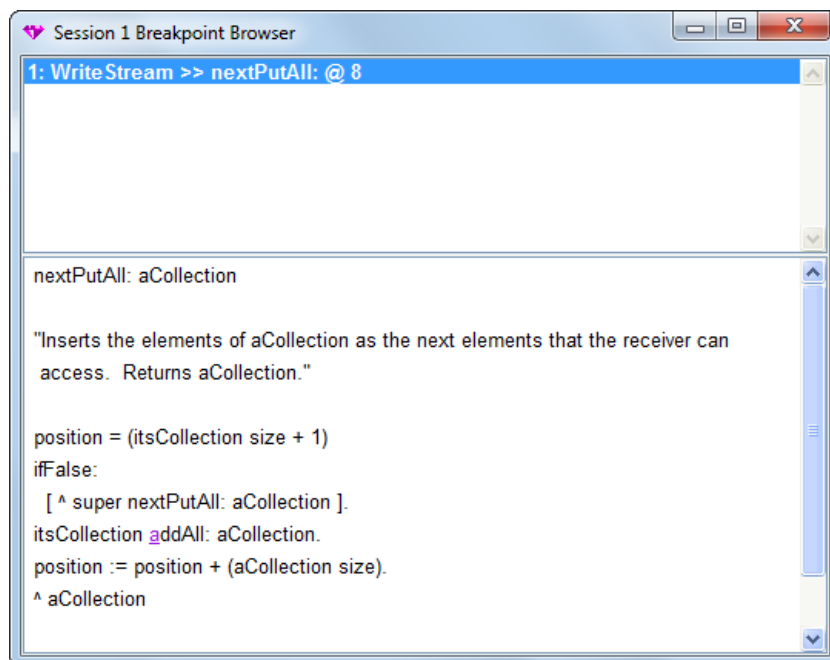 Session 1 Breakpoint Browser
1: WriteStream >> nextPutAll: @ 8
nextPutAll: aCollection
"Inserts the elements of aCollection as the next elements that the receiver can
access.  Returns aCollection."
position = (itsCollection size + 1)
ifFalse:
[ ^ super nextPutAll: aCollection ].
itsCollection addAll: aCollection.
position := position + (aCollection size).
^ aCollection